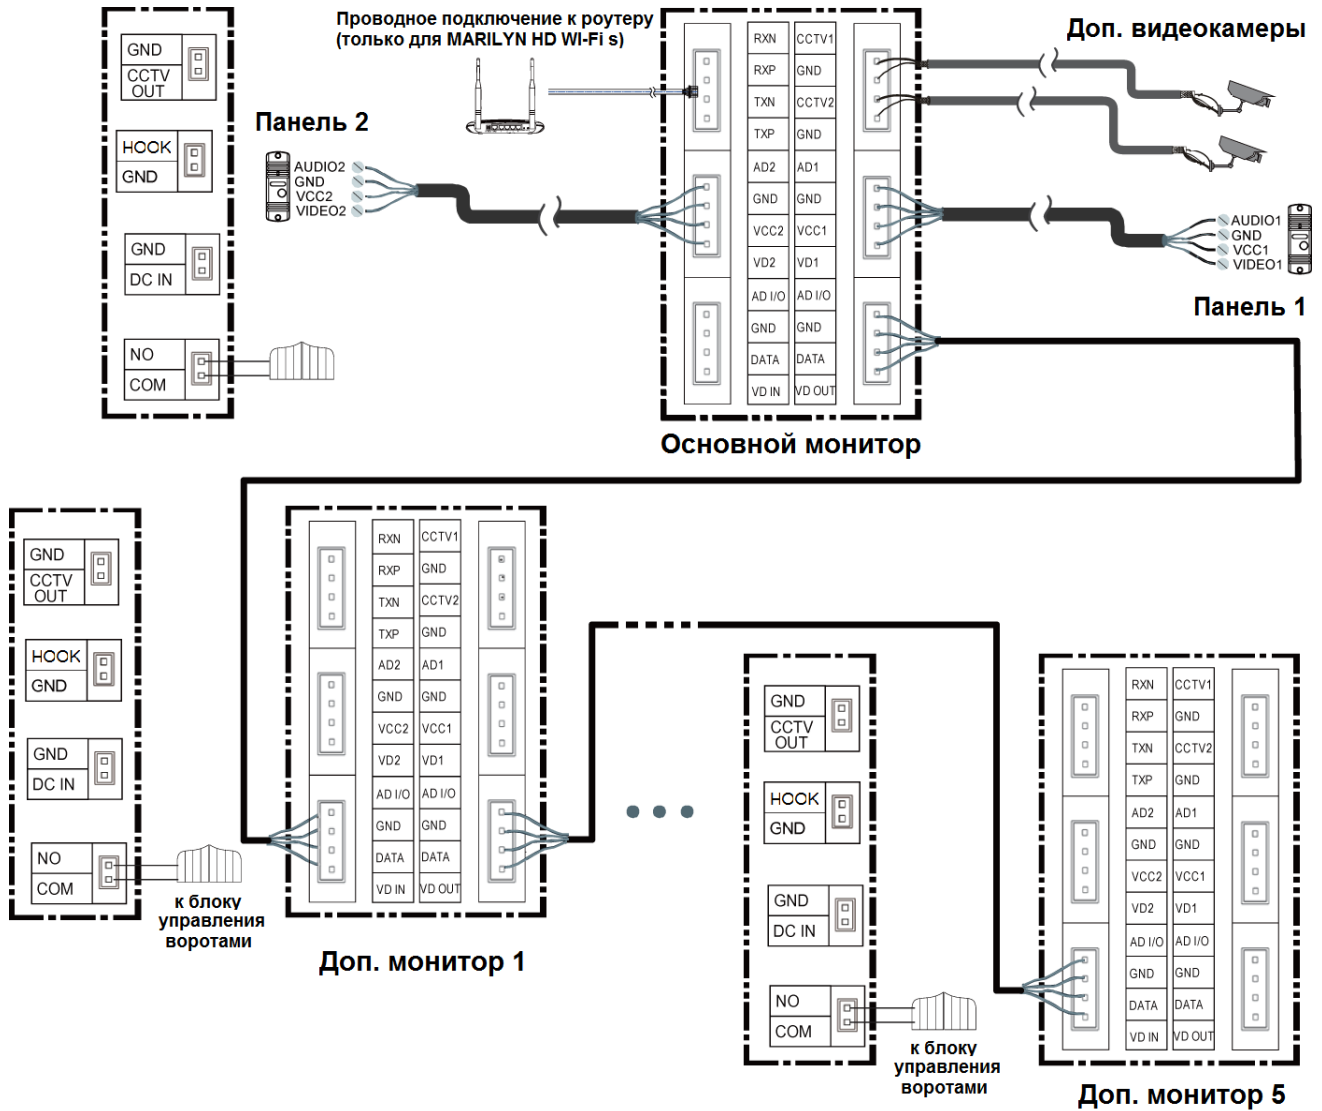 Проводное подключение к роутеру
(только для MARILYN HD WI-Fi s)
Доп. видеокамеры
GND
CCTV
OUT
HOOK
GND
GND
DC IN
NO
COM
Панель 2
AUDIO2
GND
VCC2
VIDEO2
RXN CCTV1
RXP GND
TXN CCTV2
TXP GND
AD2 AD1
GND GND
VCC2 VCC1
VD2 VD1
AD I/O AD I/O
GND GND
DATA DATA
VD IN VD OUT
Основной монитор
AUDIO1
GND
VCC1
VIDEO1
Панель 1
GND
CCTV
OUT
HOOK
GND
GND
DC IN
NO
COM
к блоку
управления
воротами
RXN CCTV1
RXP GND
TXN CCTV2
TXP GND
AD2 AD1
GND GND
VCC2 VCC1
VD2 VD1
AD I/O AD I/O
GND GND
DATA DATA
VD IN VD OUT
Доп. монитор 1
GND
CCTV
OUT
HOOK
GND
GND
DC IN
NO
COM
к блоку
управления
воротами
RXN CCTV1
RXP GND
TXN CCTV2
TXP GND
AD2 AD1
GND GND
VCC2 VCC1
VD2 VD1
AD I/O AD I/O
GND GND
DATA DATA
VD IN VD OUT
Доп. монитор 5